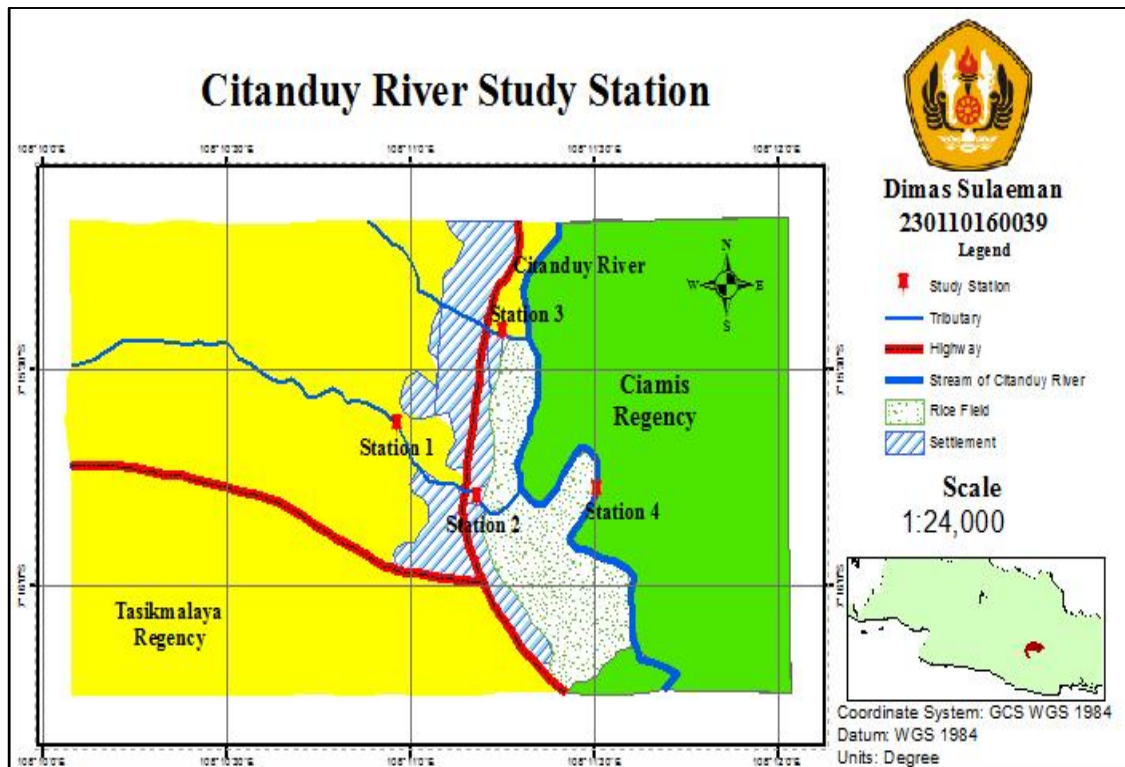 Citanduy River Study Station
Dimas Sulaeman
230110160039
Legend
Study Station
Tributary
Highway
Stream of Citanduy River
Rice Field
Settlement
Scale
1:24,000
Citanduy River
N
W E
S
Station 3
Ciamis
Regency
Station 1
Station 2
Station 4
Tasikmalaya
Regency
Coordinate System: GCS WGS 1984
Datum: WGS 1984
Units: Degree